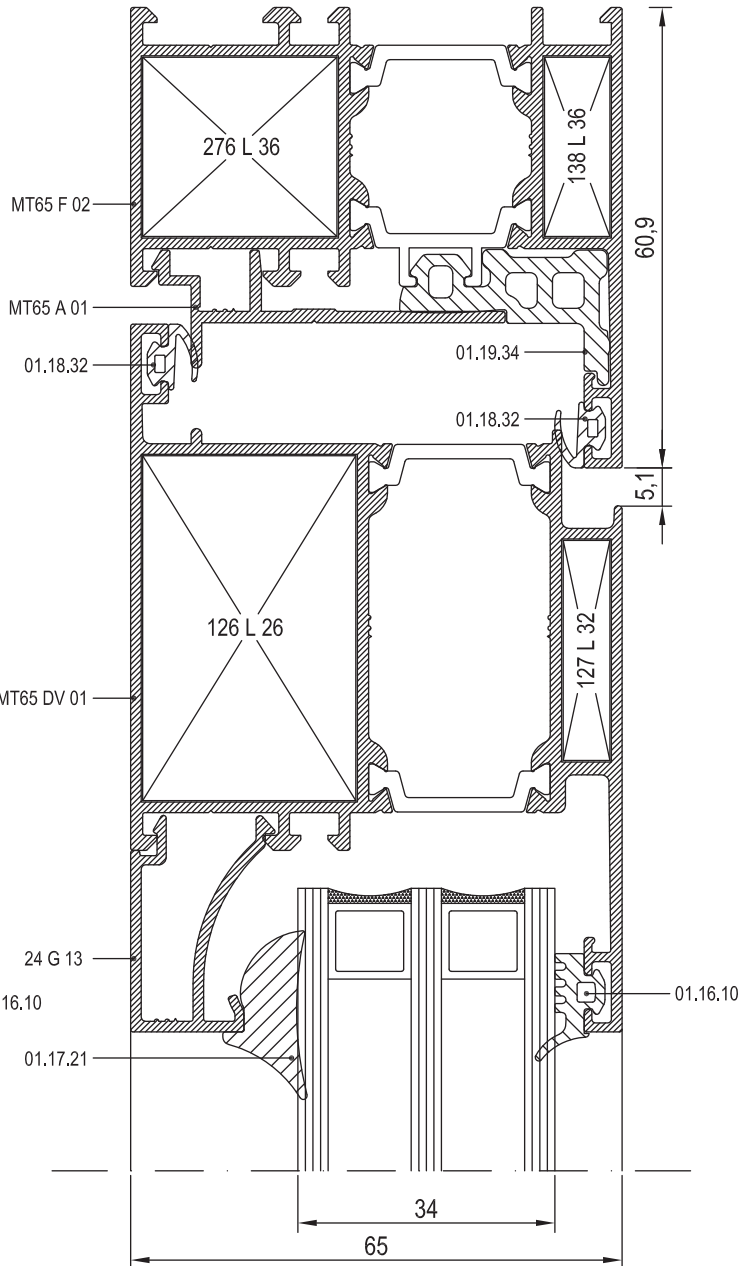 276 L 36
138 L 36
MT65 F 02
60,9
MT65 A 01
01.18.32
01.19.34
01.18.32
5,1
126 L 26
127 L 32
MT65 DV 01
24 G 13
16.10
01.16.10
01.17.21
34
65